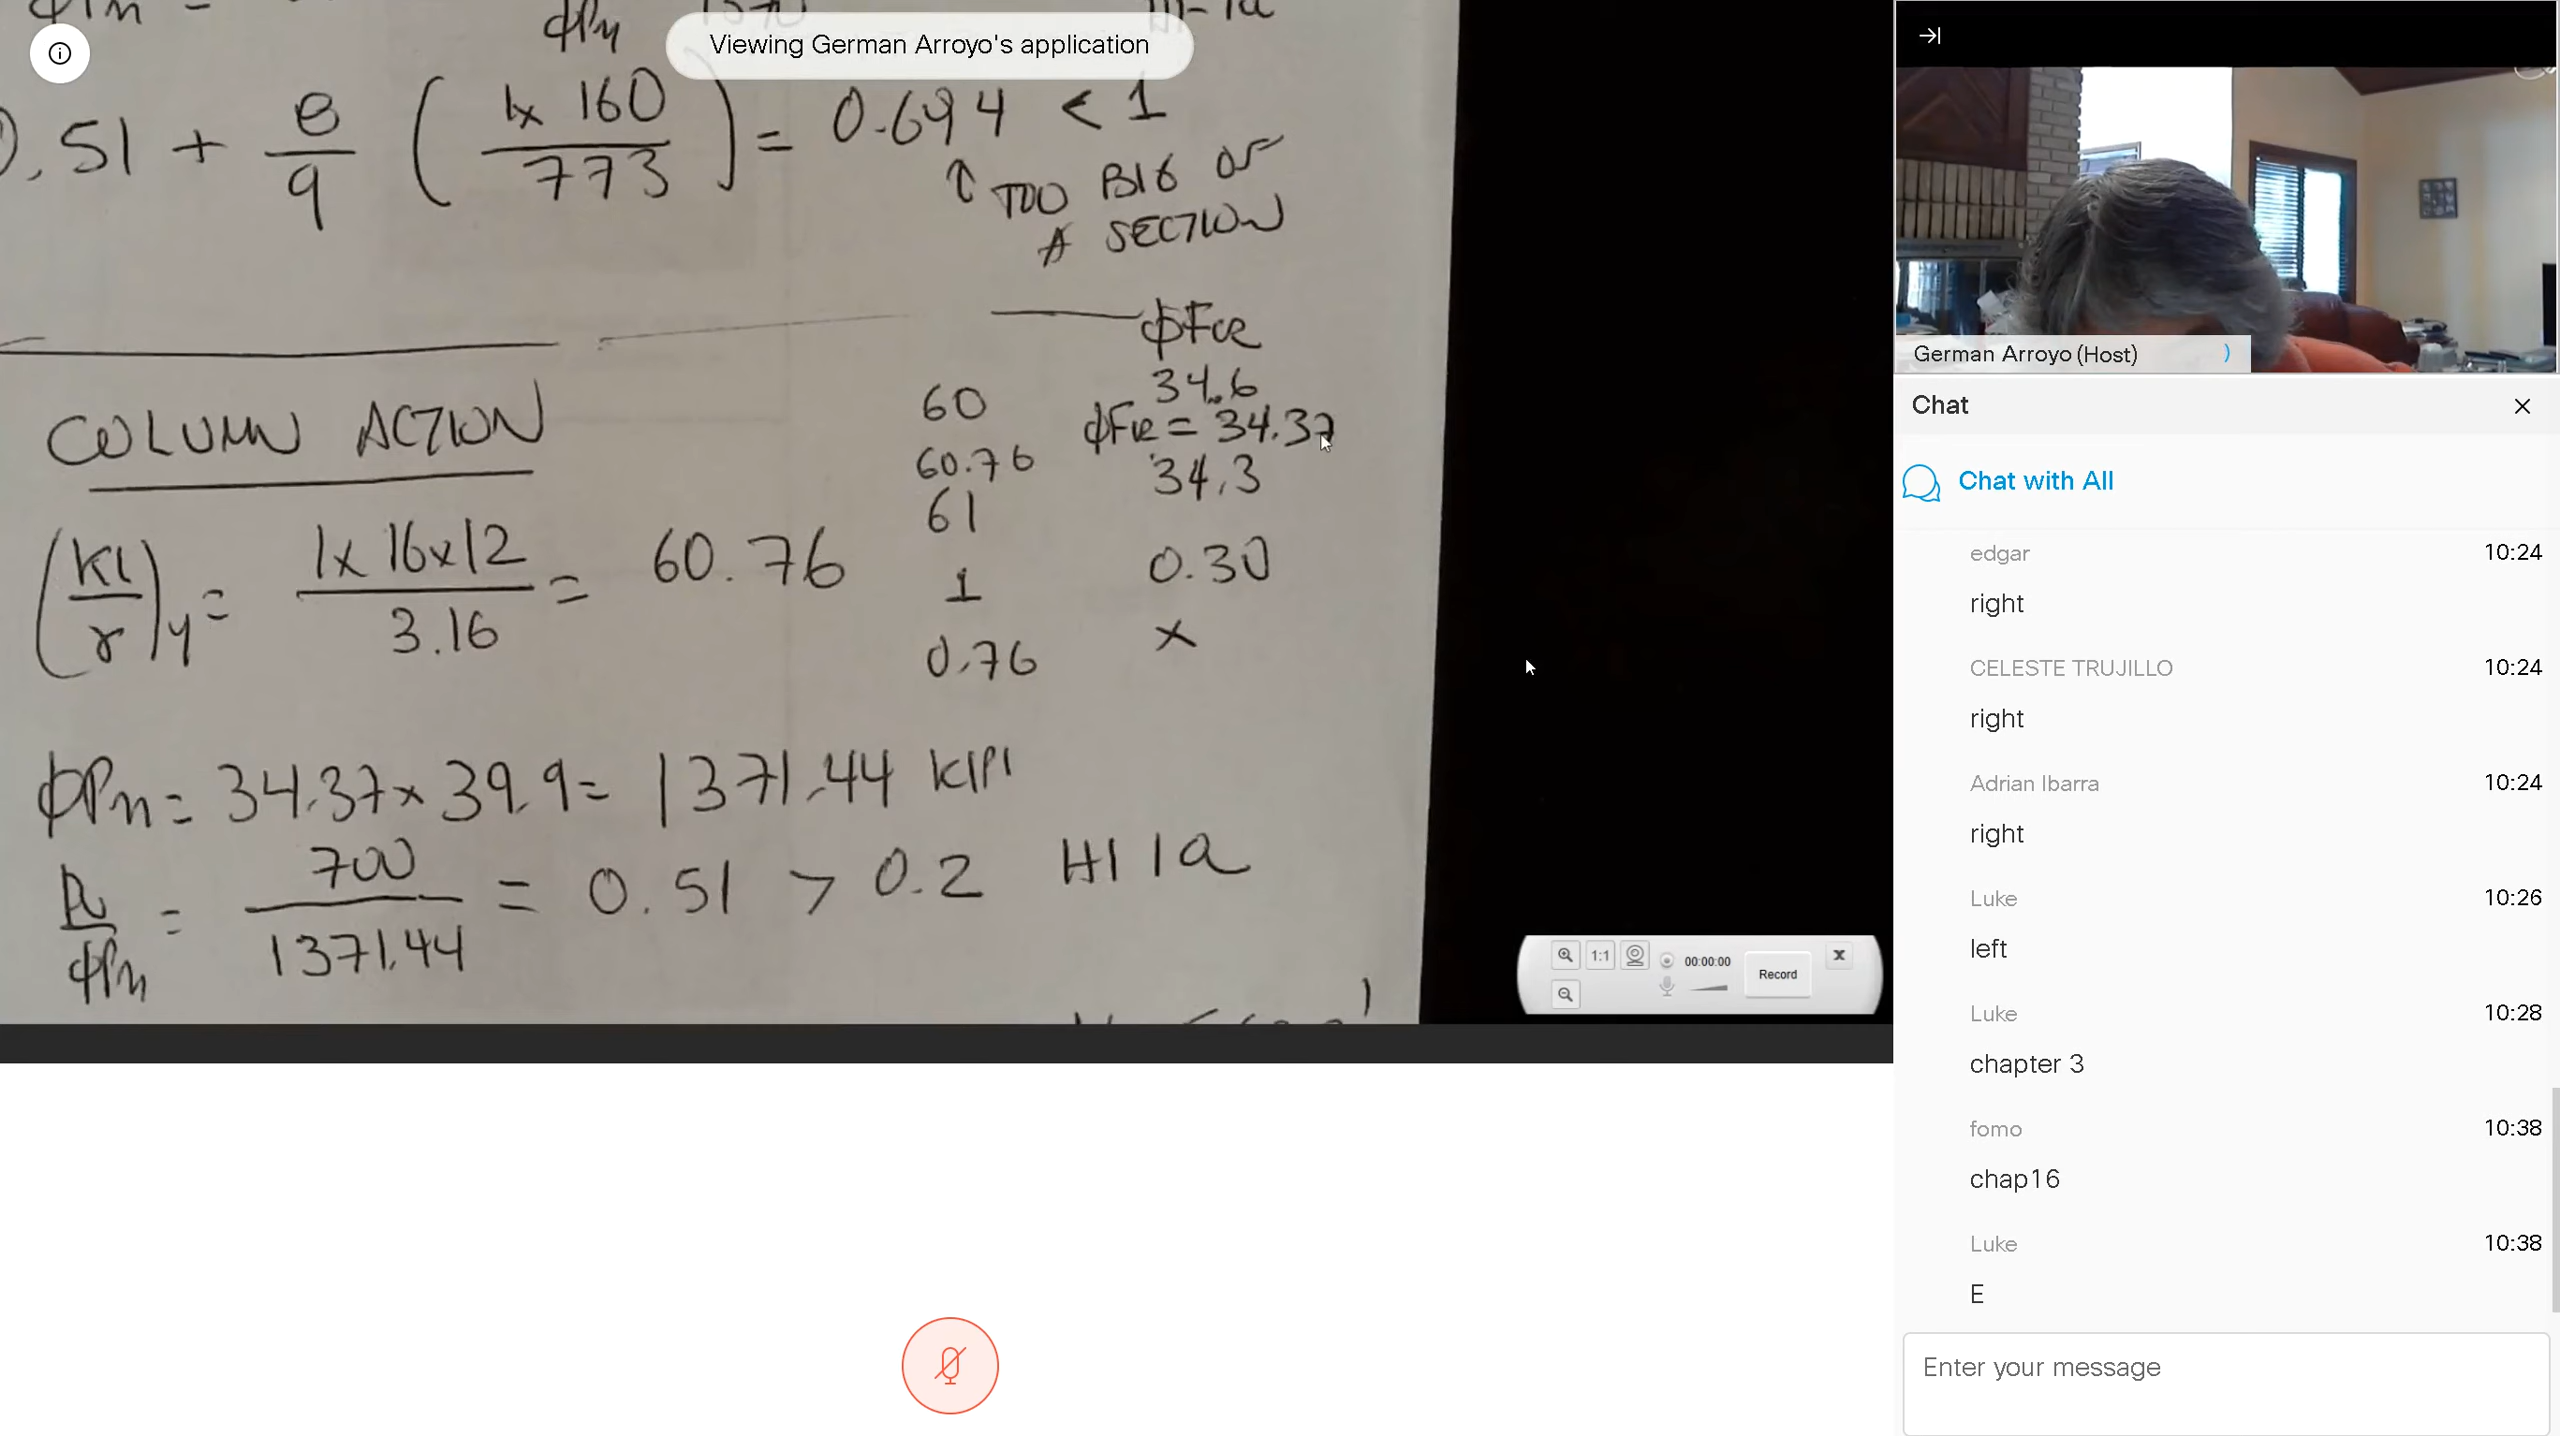 Viewing German Arroyo's application
.51 + 8/9 ( 1x 160 / 773 ) = 0.694 < 1
↑ TOO BIG OF
A SECTION
ϕFcr
60 34.6
60.76 ϕFcr = 34.37
61 34.3
1 0.30
0.76 x
COLUMN ACTION
(Kl/r)y = 1x 16x12 / 3.16 = 60.76
ϕPn = 34.37x 39.9 = 1371.44 KIPS
Pu/ϕPn = 700 / 1371.44 = 0.51 > 0.2 H1 1a
1:1
00:00:00
Record
x
German Arroyo (Host)
Chat
Chat with All
edgar 10:24
right
CELESTE TRUJILLO 10:24
right
Adrian Ibarra 10:24
right
Luke 10:26
left
Luke 10:28
chapter 3
fomo 10:38
chap16
Luke 10:38
E
Enter your message